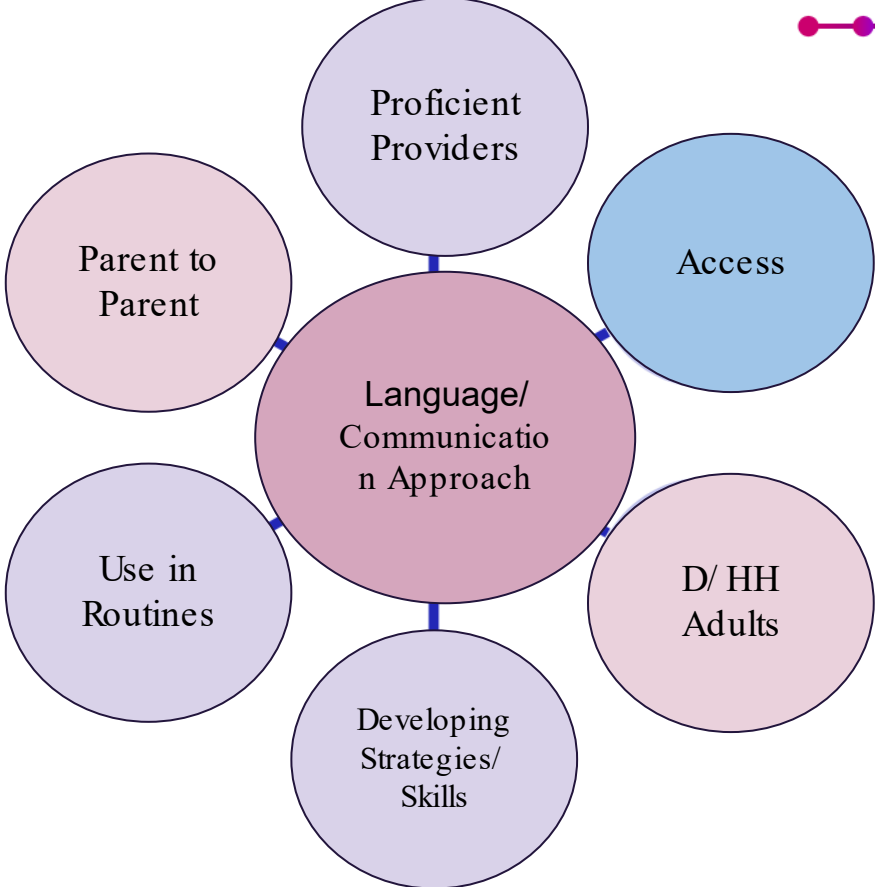 Proficient
Providers
Access
Parent to
Parent
Language/
Communicatio
n Approach
Use in
Routines
D/ HH
Adults
Developing
Strategies/
Skills